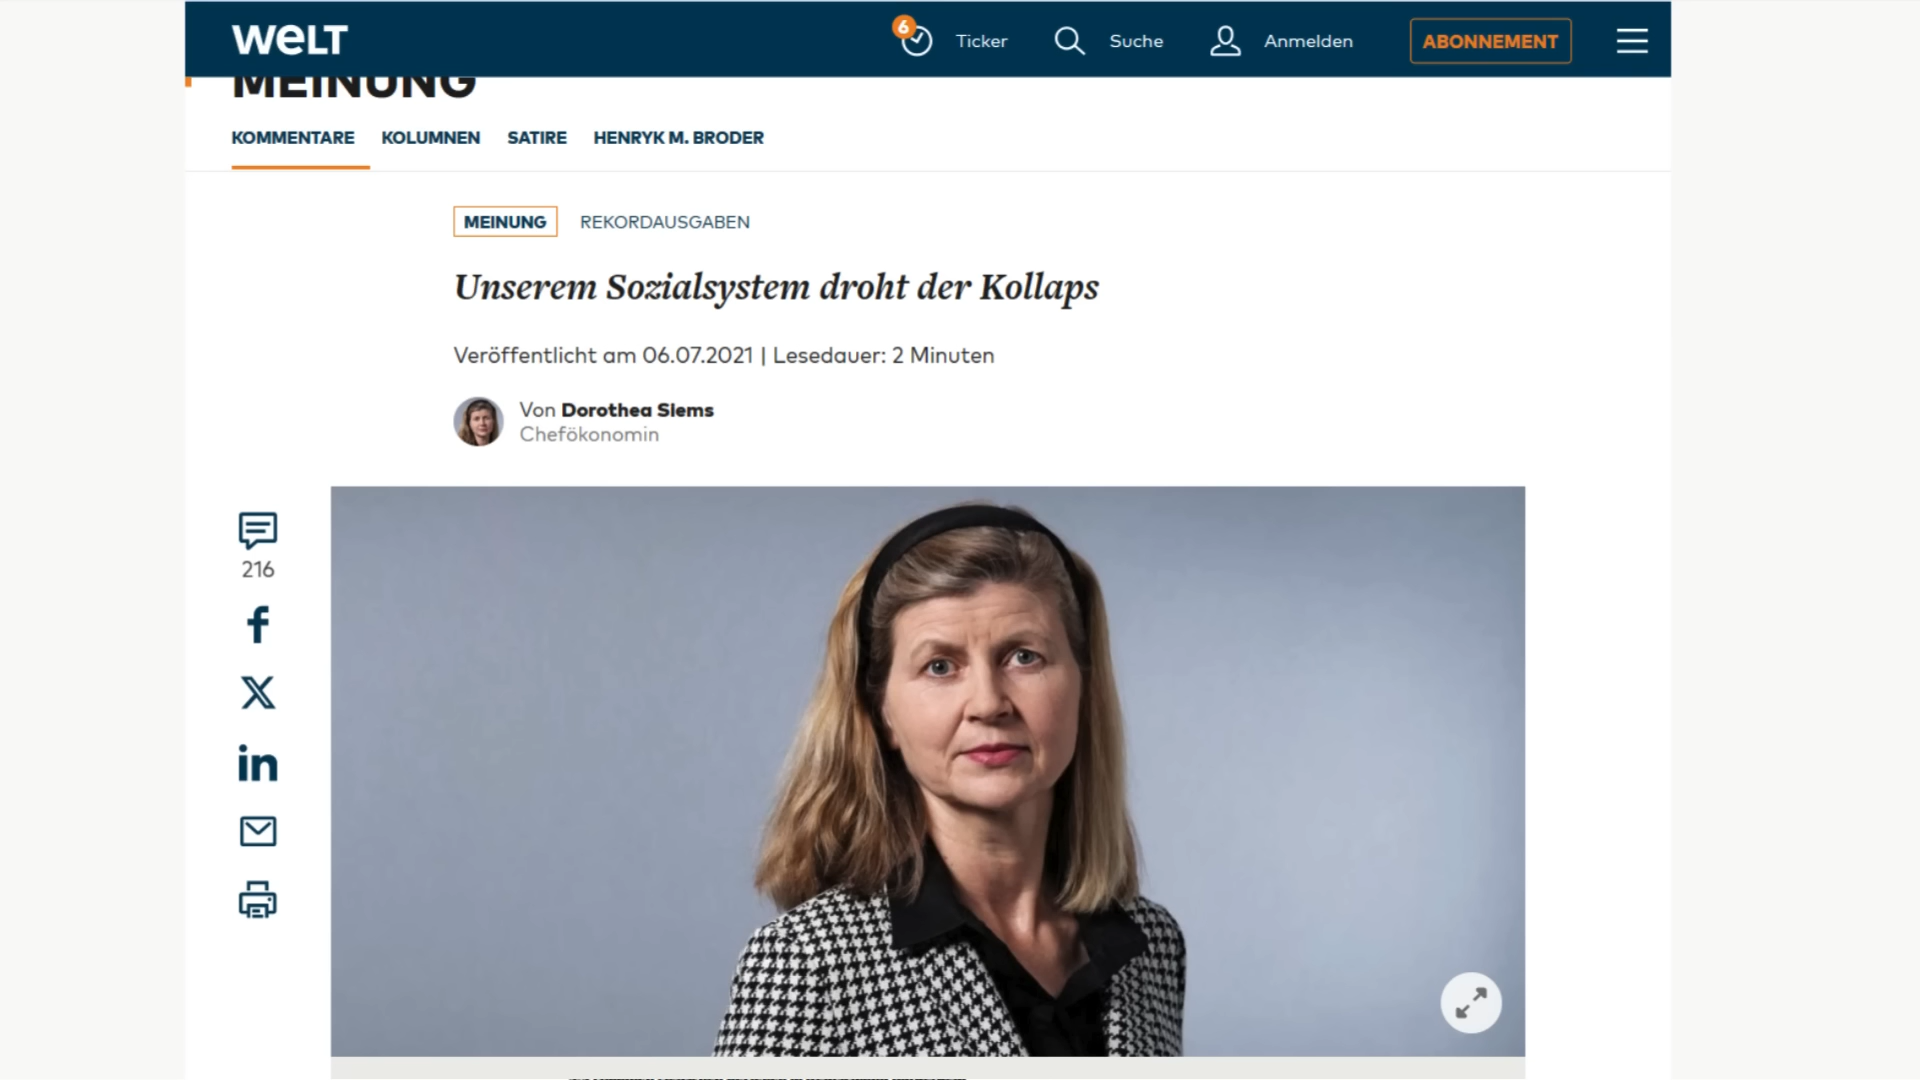 WELT
6
Ticker
Suche
Anmelden
ABONNEMENT
MEINUNG
KOMMENTARE
KOLUMNEN
SATIRE
HENRYK M. BRODER
MEINUNG
REKORDAUSGABEN
Unserem Sozialsystem droht der Kollaps
Veröffentlicht am 06.07.2021 | Lesedauer: 2 Minuten
Von Dorothea Siems
Chefökonomin
216